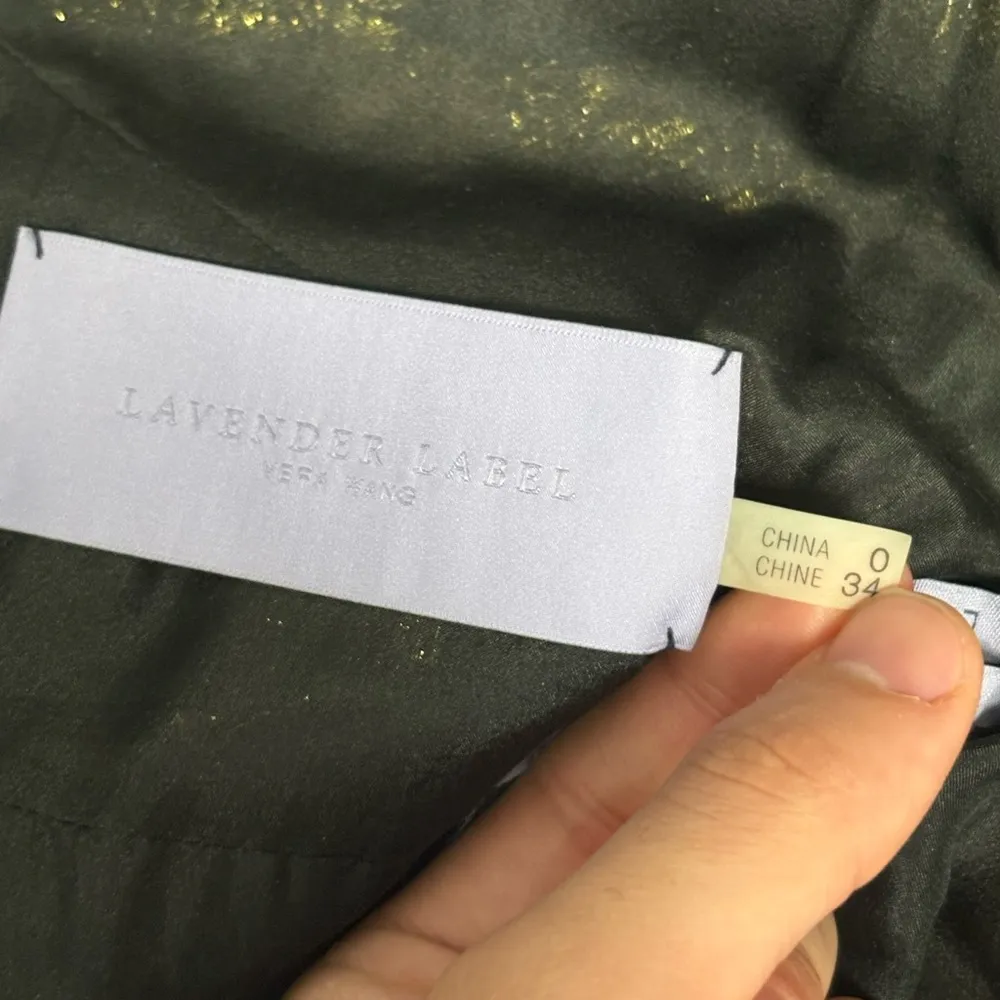 LAVENDER LABEL
VERA WANG
CHINA 0
CHINE 34